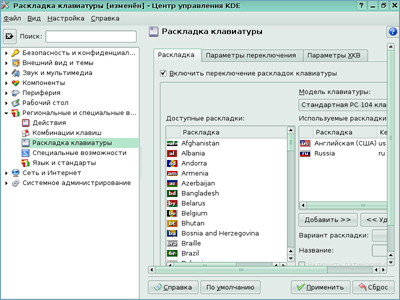 Раскладка клавиатуры [изменён] - Центр управления KDE
Файл Вид Настройка Справка
Поиск:
Безопасность и конфиденциал...
Внешний вид и темы
Звук и мультимедиа
Компоненты
Периферия
Рабочий стол
Региональные и специальные в...
Действия
Комбинации клавиш
Раскладка клавиатуры
Специальные возможности
Язык и стандарты
Сеть и Интернет
Системное администрирование
Раскладка клавиатуры
Раскладка Параметры переключения Параметры XKB
Включить переключение раскладок клавиатуры
Модель клавиатуры:
Стандартная PC 104 кл
Доступные раскладки:
Используемые раскладки:
Раскладка
Afghanistan
Albania
Andorra
Armenia
Azerbaijan
Bangladesh
Belarus
Belgium
Bhutan
Bosnia and Herzegovina
Braille
Brazil
Раскладка Кe
Английская (США) us
Russia ru
Добавить >> << Уд
Вариант раскладки:
Название:
Справка По умолчанию Применить Сброс